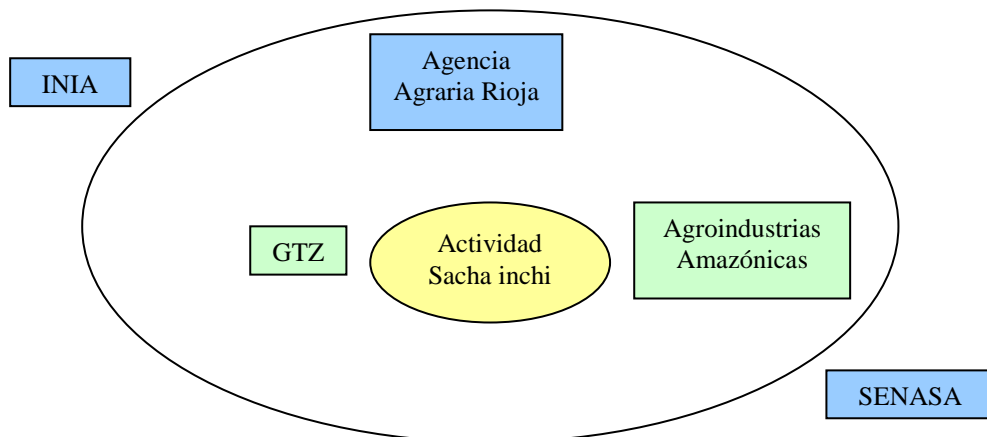 INIA
Agencia
Agraria Rioja
GTZ
Actividad
Sacha inchi
Agroindustrias
Amazónicas
SENASA